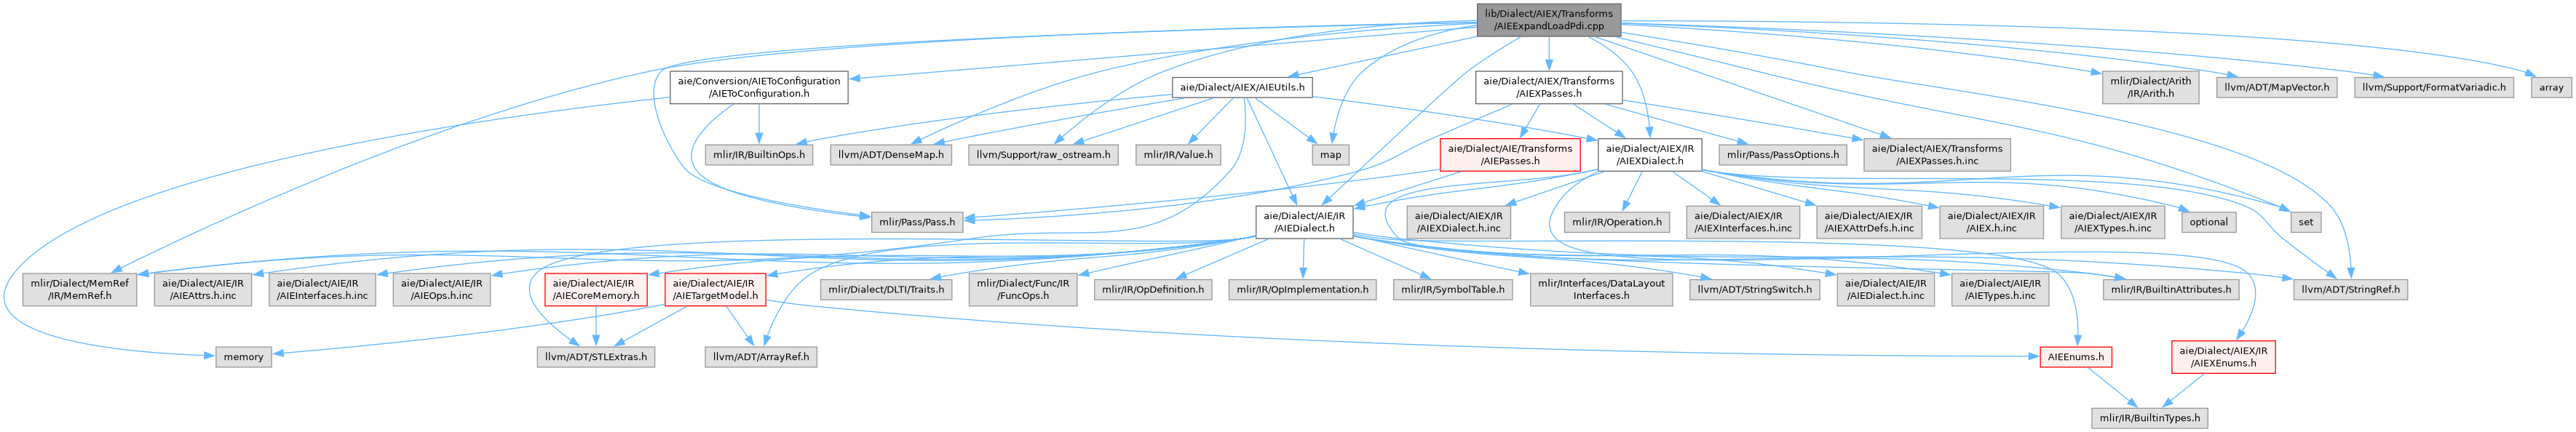 lib/Dialect/AIEX/Transforms
/AIEExpandLoadPdi.cpp
aie/Conversion/AIEToConfiguration
/AIEToConfiguration.h
aie/Dialect/AIEX/AIEUtils.h
aie/Dialect/AIEX/Transforms
/AIEXPasses.h
mlir/Dialect/Arith
/IR/Arith.h
llvm/ADT/MapVector.h
llvm/Support/FormatVariadic.h
array
mlir/IR/BuiltinOps.h
llvm/ADT/DenseMap.h
llvm/Support/raw_ostream.h
mlir/IR/Value.h
map
aie/Dialect/AIE/Transforms
/AIEPasses.h
aie/Dialect/AIEX/IR
/AIEXDialect.h
mlir/Pass/PassOptions.h
aie/Dialect/AIEX/Transforms
/AIEXPasses.h.inc
mlir/Pass/Pass.h
aie/Dialect/AIE/IR
/AIEDialect.h
aie/Dialect/AIEX/IR
/AIEXDialect.h.inc
mlir/IR/Operation.h
aie/Dialect/AIEX/IR
/AIEXInterfaces.h.inc
aie/Dialect/AIEX/IR
/AIEXAttrDefs.h.inc
aie/Dialect/AIEX/IR
/AIEX.h.inc
aie/Dialect/AIEX/IR
/AIEXTypes.h.inc
optional
set
mlir/Dialect/MemRef
/IR/MemRef.h
aie/Dialect/AIE/IR
/AIEAttrs.h.inc
aie/Dialect/AIE/IR
/AIEInterfaces.h.inc
aie/Dialect/AIE/IR
/AIEOps.h.inc
aie/Dialect/AIE/IR
/AIECoreMemory.h
aie/Dialect/AIE/IR
/AIETargetModel.h
mlir/Dialect/DLTI/Traits.h
mlir/Dialect/Func/IR
/FuncOps.h
mlir/IR/OpDefinition.h
mlir/IR/OpImplementation.h
mlir/IR/SymbolTable.h
mlir/Interfaces/DataLayout
Interfaces.h
llvm/ADT/StringSwitch.h
aie/Dialect/AIE/IR
/AIEDialect.h.inc
aie/Dialect/AIE/IR
/AIETypes.h.inc
mlir/IR/BuiltinAttributes.h
llvm/ADT/StringRef.h
memory
llvm/ADT/STLExtras.h
llvm/ADT/ArrayRef.h
AIEEnums.h
aie/Dialect/AIEX/IR
/AIEXEnums.h
mlir/IR/BuiltinTypes.h